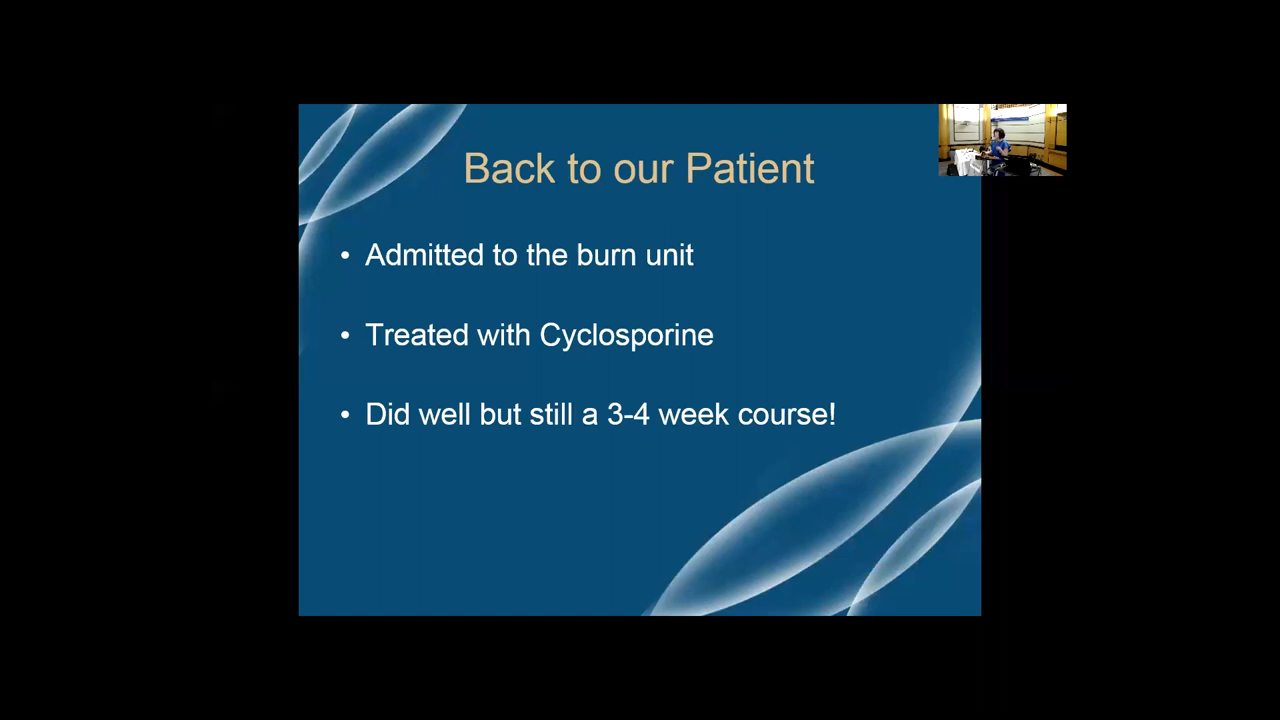 Back to our Patient
• Admitted to the burn unit
• Treated with Cyclosporine
• Did well but still a 3-4 week course!